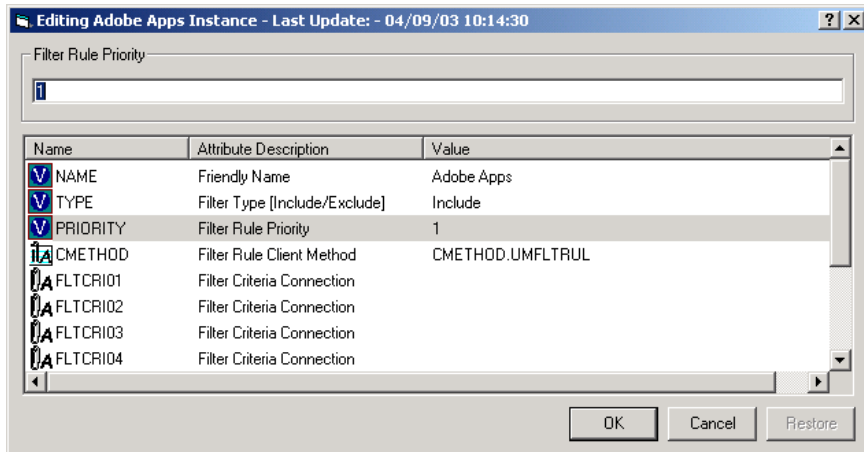 Editing Adobe Apps Instance - Last Update: - 04/09/03 10:14:30
Filter Rule Priority
1
Name Attribute Description Value
V NAME Friendly Name Adobe Apps
V TYPE Filter Type [Include/Exclude] Include
V PRIORITY Filter Rule Priority 1
CMETHOD Filter Rule Client Method CMETHOD.UMFLTRUL
FLTCRI01 Filter Criteria Connection
FLTCRI02 Filter Criteria Connection
FLTCRI03 Filter Criteria Connection
FLTCRI04 Filter Criteria Connection
OK Cancel Restore